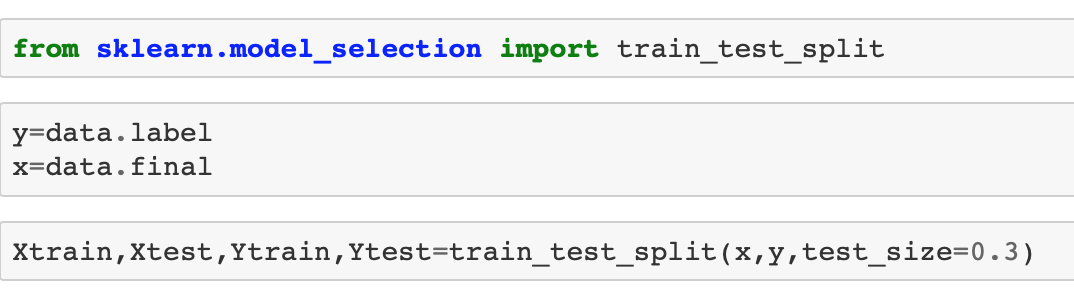 from sklearn.model_selection import train_test_split
y=data.label
x=data.final
Xtrain,Xtest,Ytrain,Ytest=train_test_split(x,y,test_size=0.3)